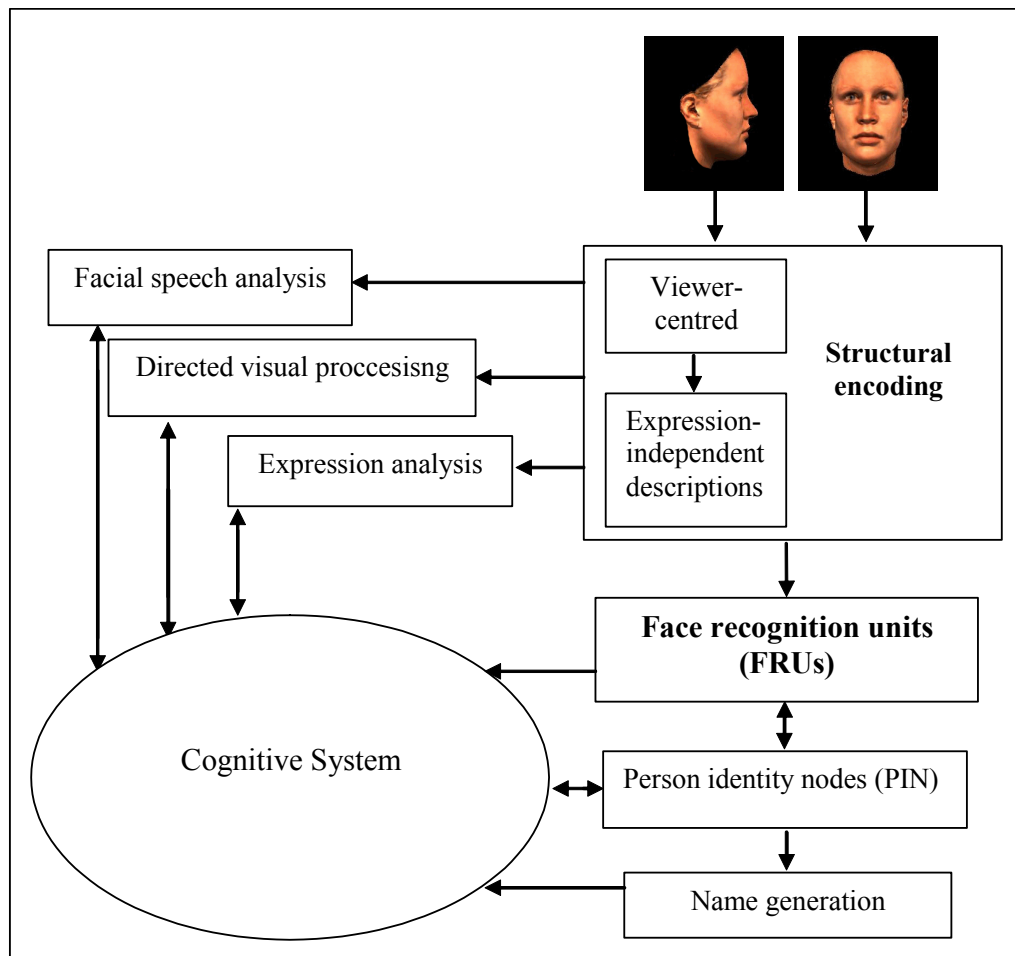 Facial speech analysis
Directed visual proccesisng
Expression analysis
Viewer-
centred
Expression-
independent
descriptions
Structural
encoding
Face recognition units
(FRUs)
Cognitive System
Person identity nodes (PIN)
Name generation